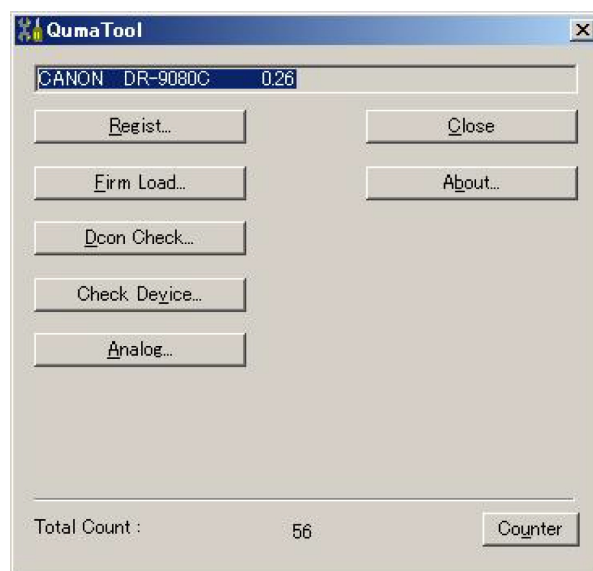 QumaTool
CANON DR-9080C 0.26
Regist...
Close
Firm Load...
About...
Dcon Check...
Check Device...
Analog...
Total Count : 56
Counter